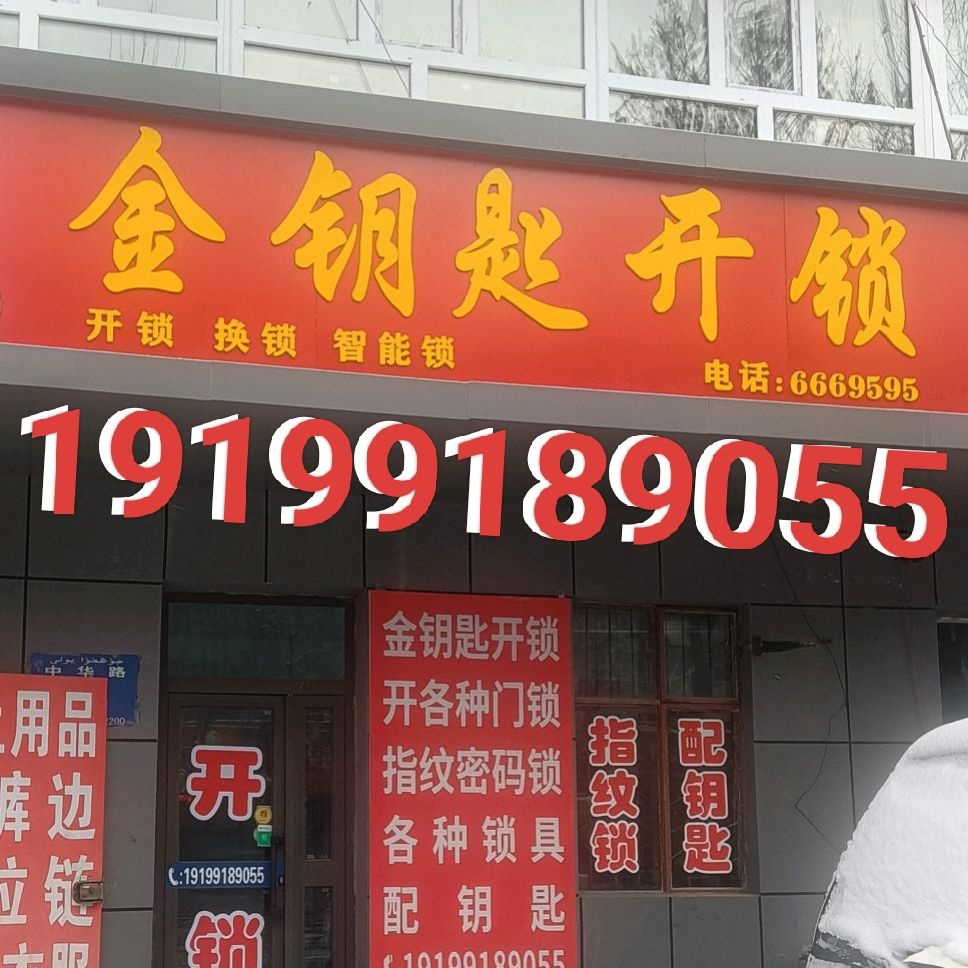 金钥匙开锁
开锁 换锁 智能锁
电话:6669595
19199189055
中华路
用品
裤边
链
开
锁
:19199189055
金钥匙开锁
开各种门锁
指纹密码锁
各种锁具
配钥匙
19199189055
指纹锁
配钥匙